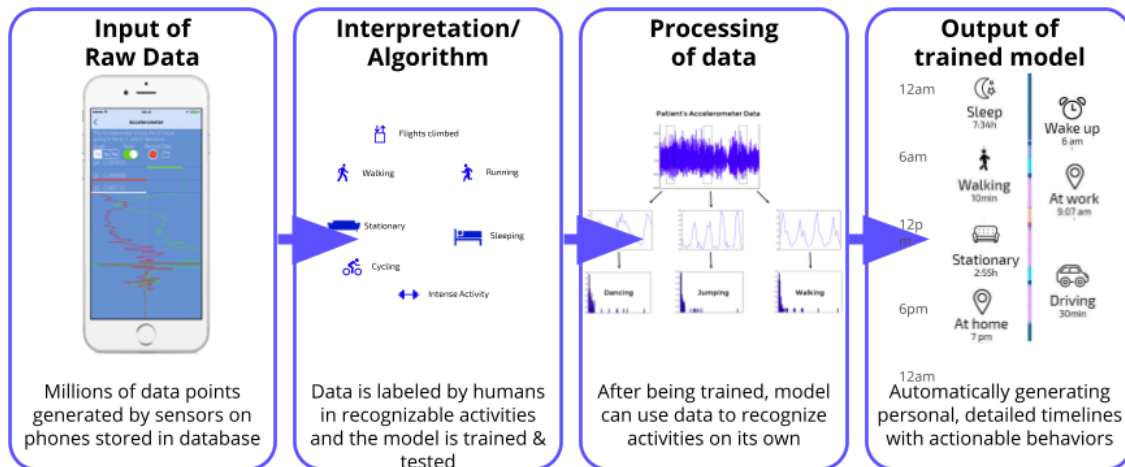 Input of
Raw Data
Accelerometer
Millions of data points
generated by sensors on
phones stored in database
Interpretation/
Algorithm
Flights climbed
Walking
Running
Stationary
Sleeping
Cycling
Intense Activity
Data is labeled by humans
in recognizable activities
and the model is trained &
tested
Processing
of data
Patient's Accelerometer Data
Dancing
Jumping
Walking
After being trained, model
can use data to recognize
activities on its own
Output of
trained model
12am
Sleep
7:34h
Wake up
6 am
6am
Walking
10min
At work
9:07 am
12p
m
Stationary
2:55h
Driving
30min
6pm
At home
7 pm
12am
Automatically generating
personal, detailed timelines
with actionable behaviors